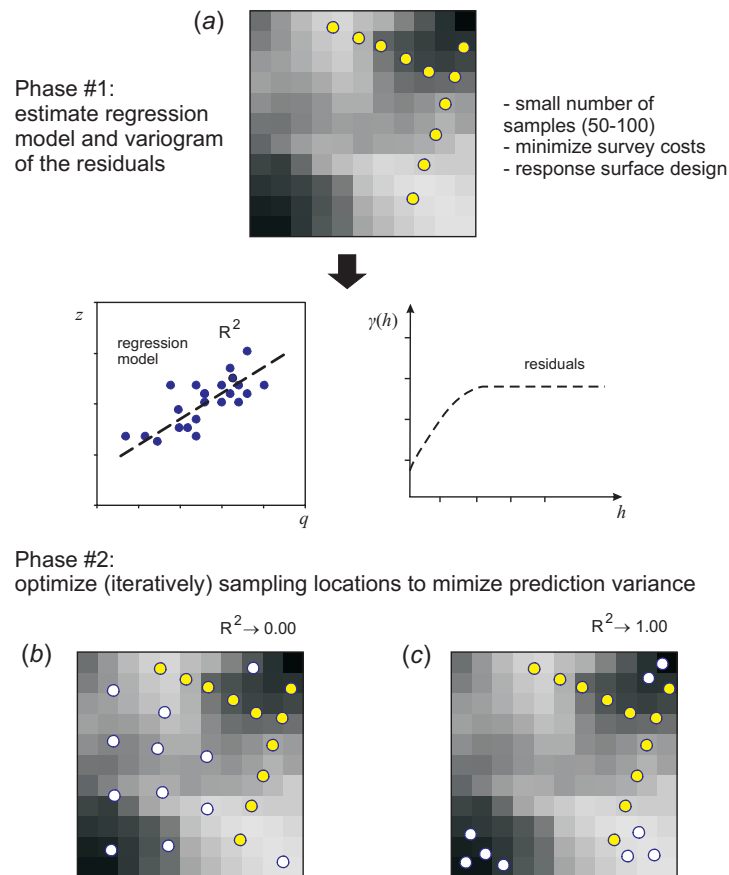 (a)
Phase #1:
estimate regression
model and variogram
of the residuals
- small number of
samples (50-100)
- minimize survey costs
- response surface design
z
R²
regression
model
q
γ(h)
residuals
h
Phase #2:
optimize (iteratively) sampling locations to mimize prediction variance
R² → 0.00
(b)
R² → 1.00
(c)